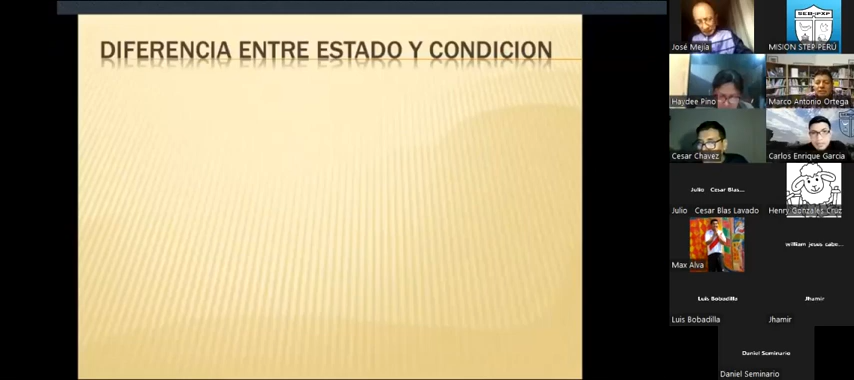 DIFERENCIA ENTRE ESTADO Y CONDICION
José Mejía
MISION STEP-PERÚ
Haydee Pino
Marco Antonio Ortega
Cesar Chavez
Carlos Enrique Garcia
Julio Cesar Blas...
Julio Cesar Blas Lavado
Henry Gonzales Cruz
Max Alva
william jesus cabe...
Luis Bobadilla
Luis Bobadilla
Jhamir
Jhamir
Daniel Seminario
Daniel Seminario